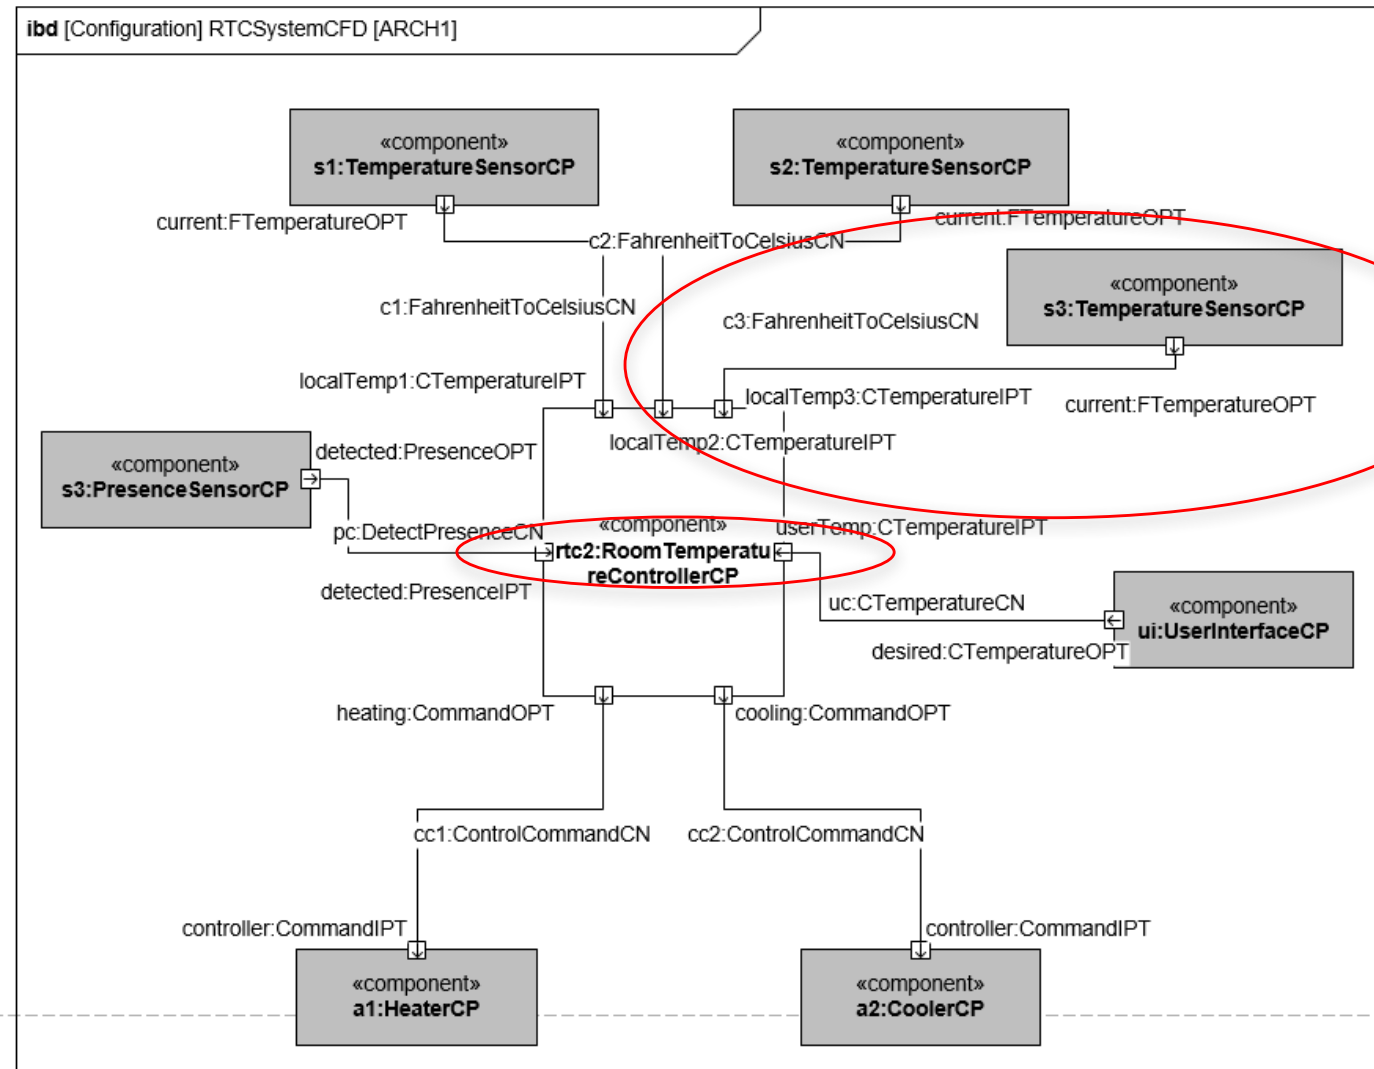 ibd [Configuration] RTCSystemCFD [ARCH1]
«component»
s1:TemperatureSensorCP
«component»
s2:TemperatureSensorCP
current:FTemperatureOPT
current:FTemperatureOPT
c2:FahrenheitToCelsiusCN
«component»
s3:TemperatureSensorCP
c1:FahrenheitToCelsiusCN
c3:FahrenheitToCelsiusCN
localTemp1:CTemperatureIPT
localTemp3:CTemperatureIPT
current:FTemperatureOPT
localTemp2:CTemperatureIPT
detected:PresenceOPT
«component»
s3:PresenceSensorCP
pc:DetectPresenceCN
«component»
rtc2:RoomTemperatu
reControllerCP
userTemp:CTemperatureIPT
detected:PresenceIPT
uc:CTemperatureCN
«component»
ui:UserInterfaceCP
desired:CTemperatureOPT
heating:CommandOPT
cooling:CommandOPT
cc1:ControlCommandCN
cc2:ControlCommandCN
controller:CommandIPT
controller:CommandIPT
«component»
a1:HeaterCP
«component»
a2:CoolerCP